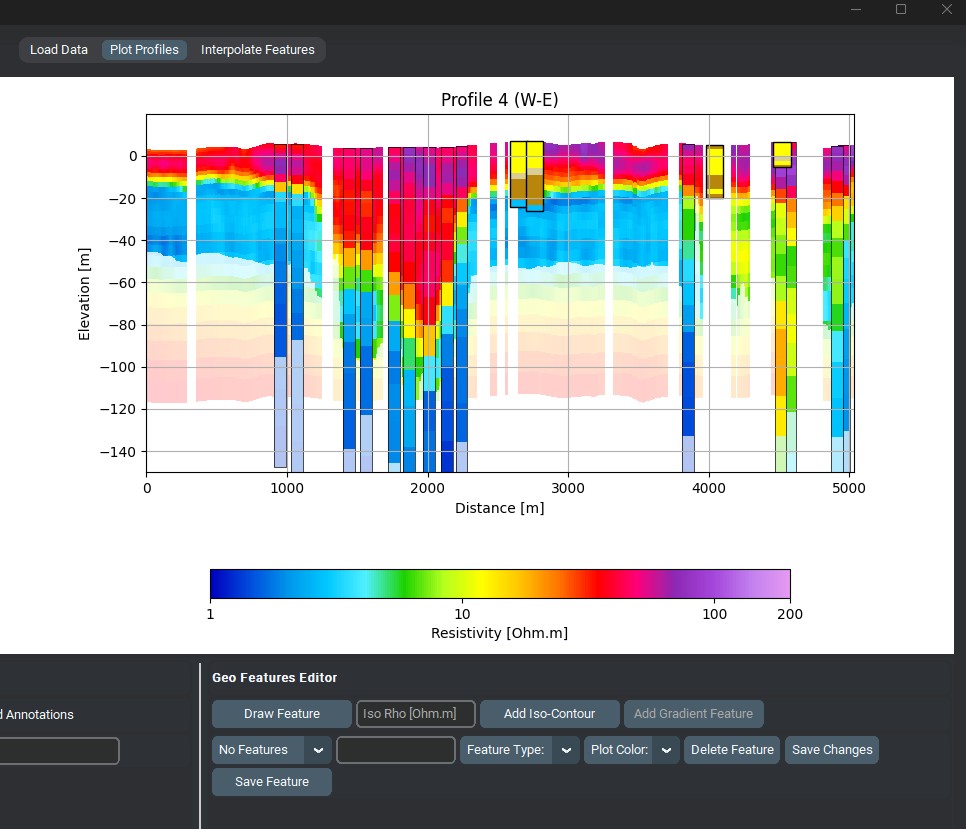 Load Data Plot Profiles Interpolate Features
Profile 4 (W-E)
0
−20
−40
−60
−80
−100
−120
−140
Elevation [m]
0 1000 2000 3000 4000 5000
Distance [m]
1 10 100 200
Resistivity [Ohm.m]
Geo Features Editor
d Annotations
Draw Feature Iso Rho [Ohm.m] Add Iso-Contour Add Gradient Feature
No Features Feature Type: Plot Color: Delete Feature Save Changes
Save Feature